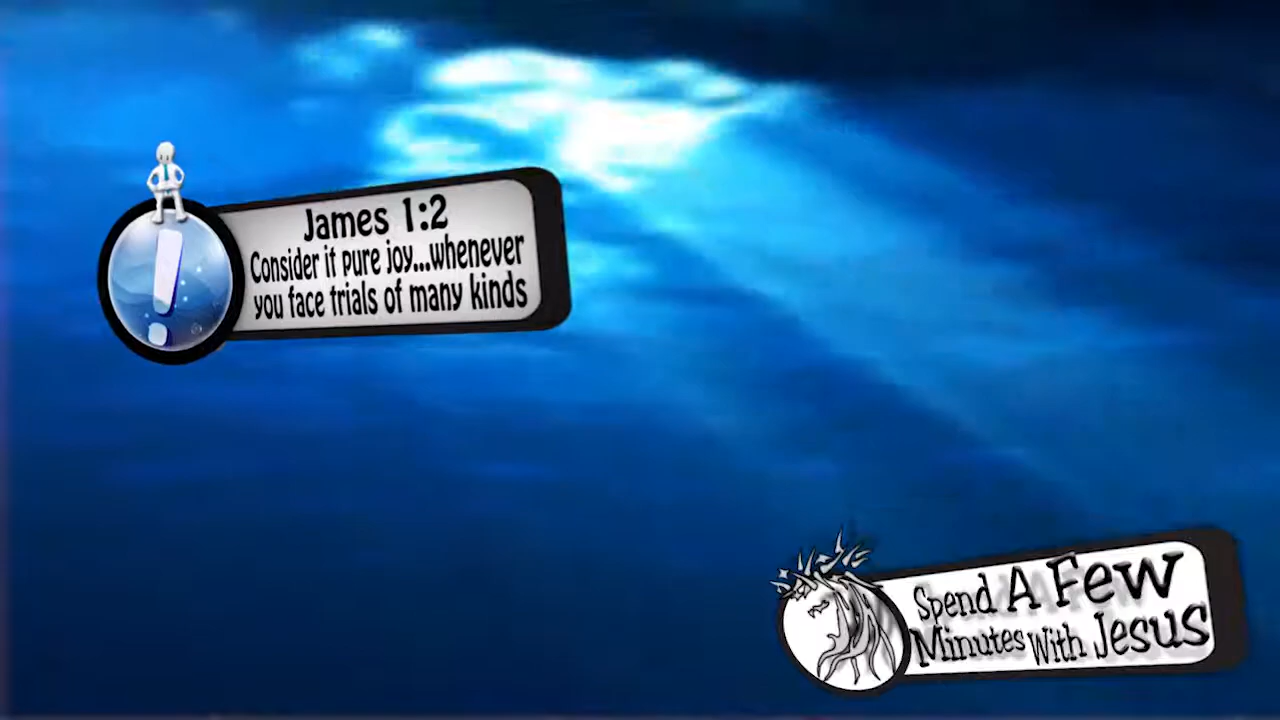 James 1:2
Consider it pure joy...whenever
you face trials of many kinds
Spend A Few
Minutes With Jesus